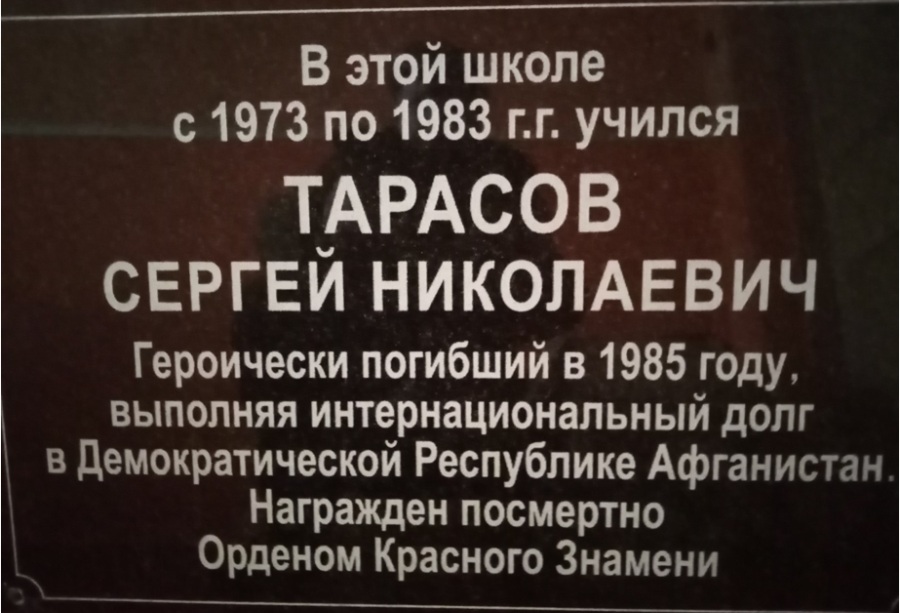 В этой школе
с 1973 по 1983 г.г. учился
ТАРАСОВ
СЕРГЕЙ НИКОЛАЕВИЧ
Героически погибший в 1985 году,
выполняя интернациональный долг
в Демократической Республике Афганистан.
Награжден посмертно
Орденом Красного Знамени